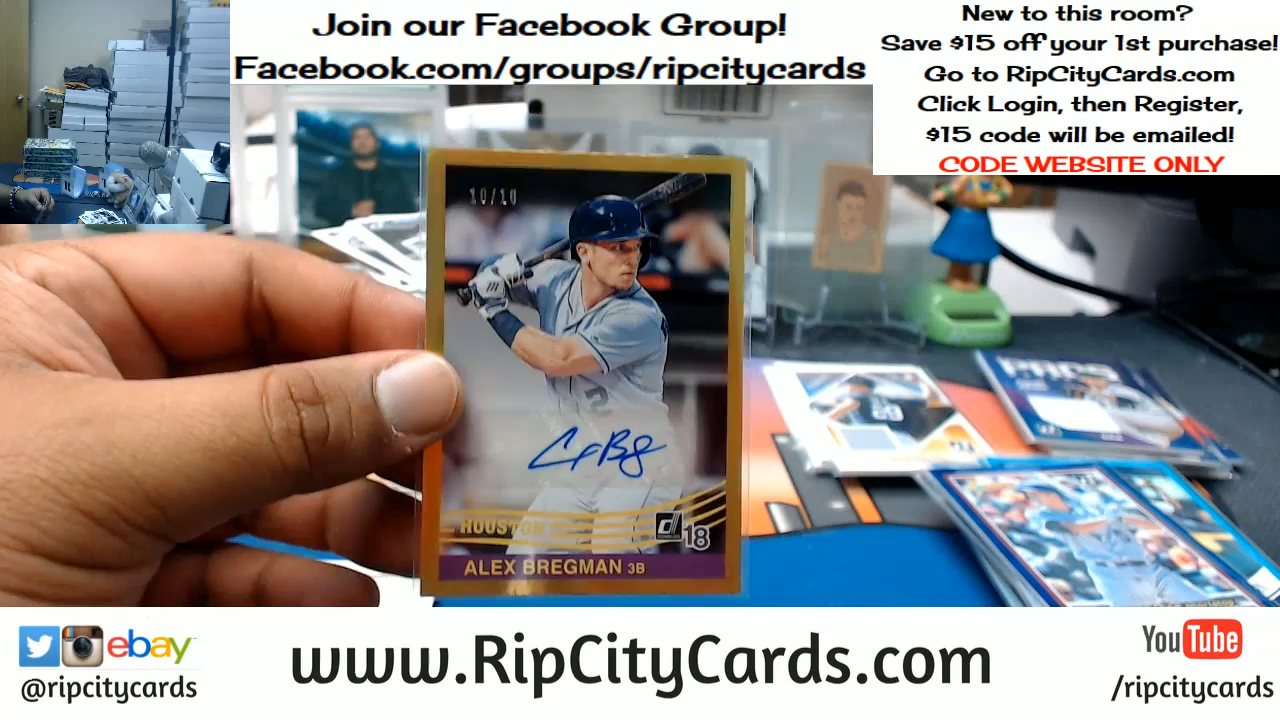 Join our Facebook Group!
Facebook.com/groups/ripcitycards
New to this room?
Save $15 off your 1st purchase!
Go to RipCityCards.com
Click Login, then Register,
$15 code will be emailed!
CODE WEBSITE ONLY
10/10
2
HOUSTON
d
18
ALEX BREGMAN 3B
ebay
@ripcitycards
www.RipCityCards.com
YouTube
/ripcitycards